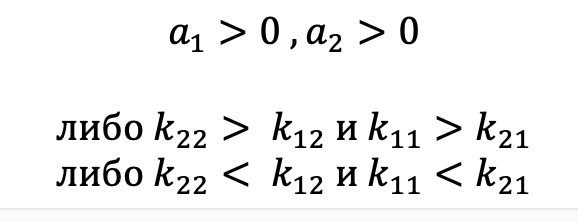 a₁ > 0 , a₂ > 0
либо k₂₂ > k₁₂ и k₁₁ > k₂₁
либо k₂₂ < k₁₂ и k₁₁ < k₂₁